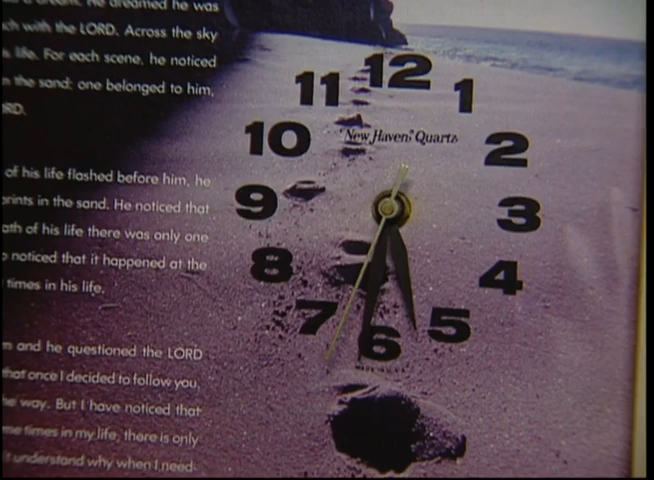 he dreamed he was
with the LORD. Across the sky
life. For each scene, he noticed
the sand: one belonged to him,
of his life flashed before him, he
prints in the sand. He noticed that
of his life there was only one
noticed that it happened at the
times in his life.
and he questioned the LORD
that once I decided to follow you,
way. But I have noticed that
times in my life, there is only
understand why when I need
12
11
1
"New Haven" Quartz
10
2
9
3
8
4
7
5
6